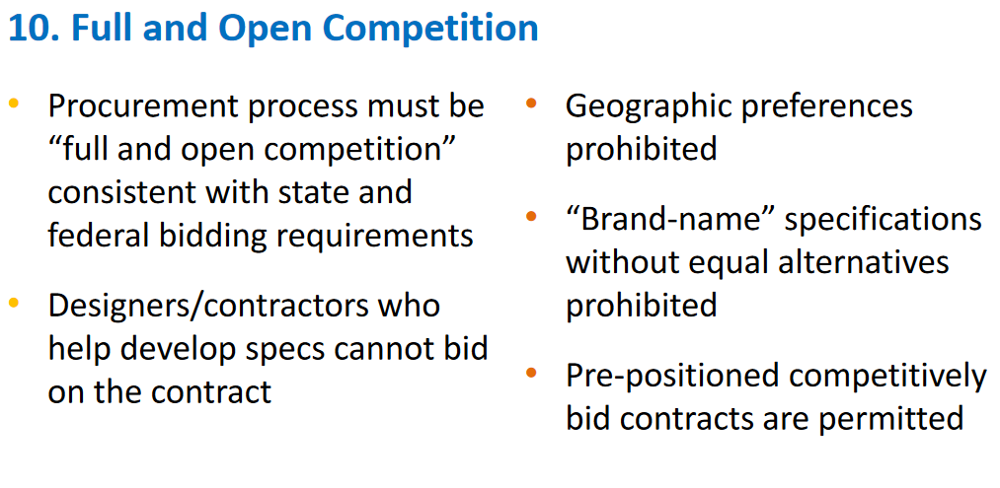 10. Full and Open Competition
• Procurement process must be
“full and open competition”
consistent with state and
federal bidding requirements
• Designers/contractors who
help develop specs cannot bid
on the contract
• Geographic preferences
prohibited
• “Brand-name” specifications
without equal alternatives
prohibited
• Pre-positioned competitively
bid contracts are permitted